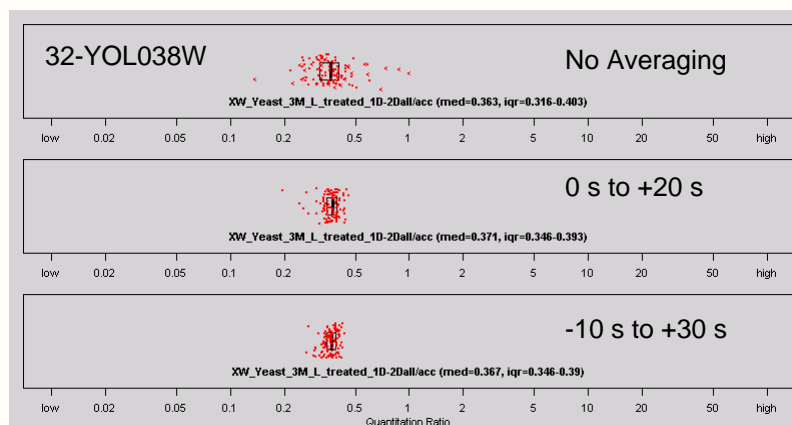 32-YOL038W No Averaging
XW_Yeast_3M_L_treated_1D-2Dall/acc (med=0.363, iqr=0.316-0.403)
low 0.02 0.05 0.1 0.2 0.5 1 2 5 10 20 50 high
0 s to +20 s
XW_Yeast_3M_L_treated_1D-2Dall/acc (med=0.371, iqr=0.346-0.393)
low 0.02 0.05 0.1 0.2 0.5 1 2 5 10 20 50 high
-10 s to +30 s
XW_Yeast_3M_L_treated_1D-2Dall/acc (med=0.367, iqr=0.346-0.39)
low 0.02 0.05 0.1 0.2 0.5 1 2 5 10 20 50 high
Quantitation Ratio